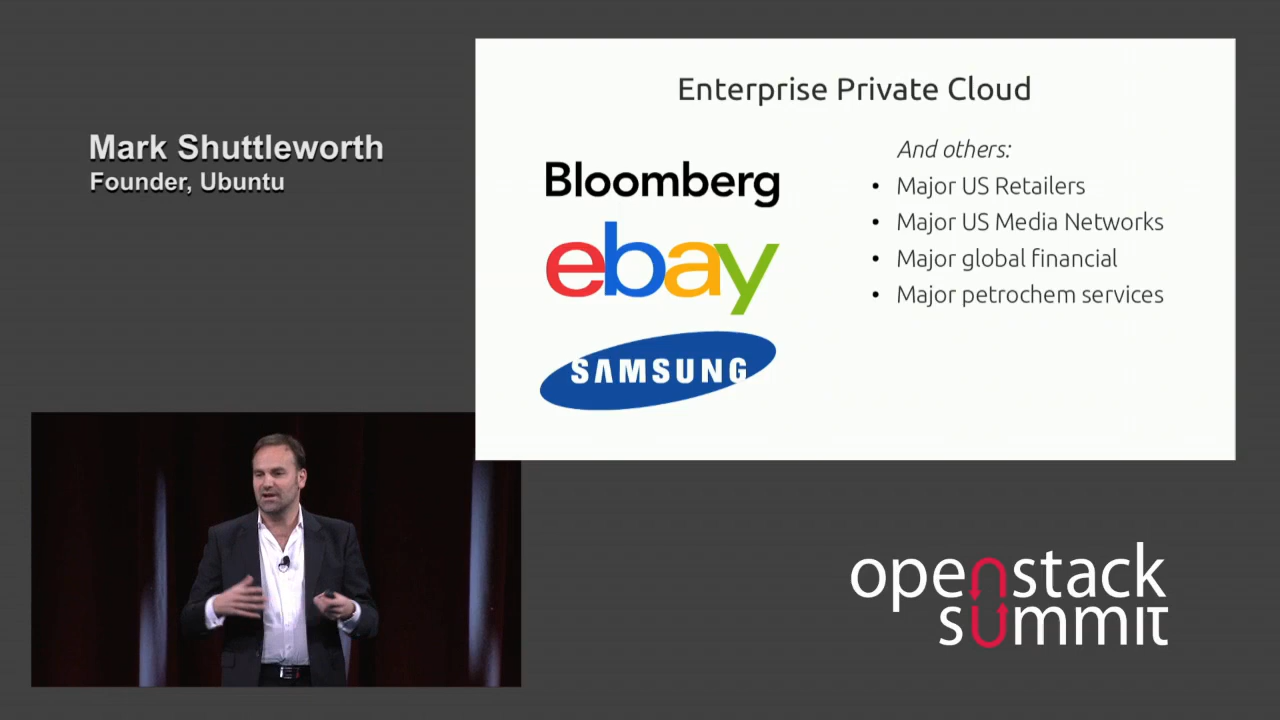 Mark Shuttleworth
Founder, Ubuntu
Enterprise Private Cloud
Bloomberg
ebay
SAMSUNG
And others:
• Major US Retailers
• Major US Media Networks
• Major global financial
• Major petrochem services
openstack
summit